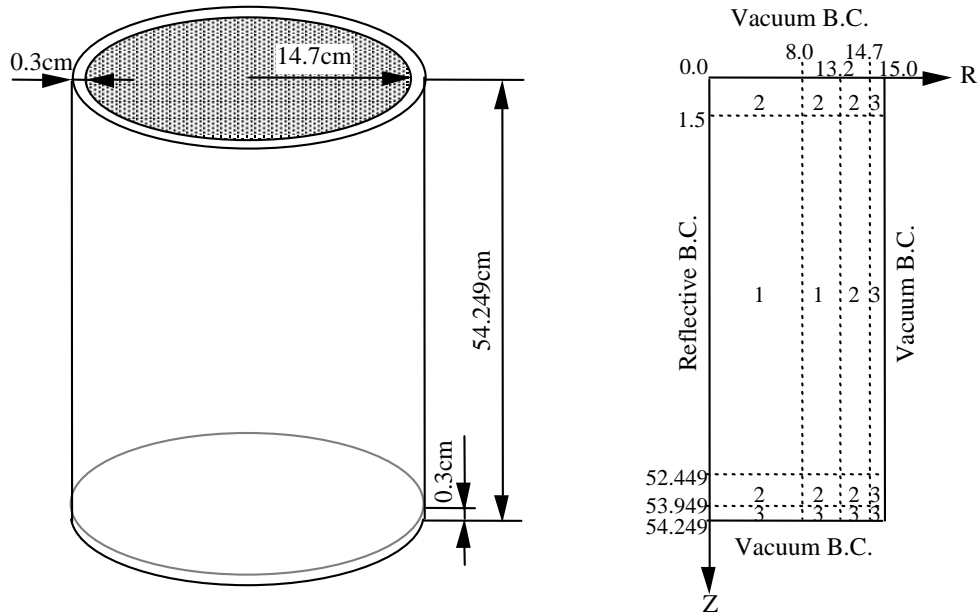 0.3cm
14.7cm
54.249cm
0.3cm
Vacuum B.C.
8.0 14.7
0.0 13.2 15.0 R
2 2 2 3
1.5
Reflective B.C.
1 1 2 3
Vacuum B.C.
52.449
2 2 2 3
53.949
3 3 3 3
54.249
Vacuum B.C.
Z